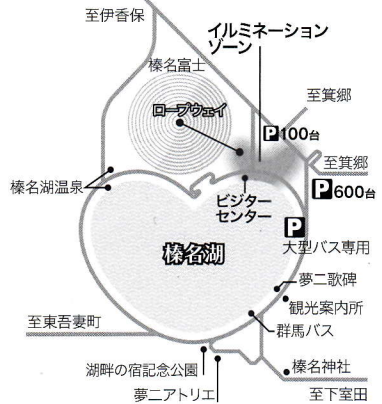 至伊香保
イルミネーション
ゾーン
榛名富士
ロープウェイ
至箕郷
P100台
至箕郷
P600台
榛名湖温泉
ビジター
センター
P
大型バス専用
榛名湖
夢二歌碑
観光案内所
至東吾妻町
群馬バス
湖畔の宿記念公園
榛名神社
夢二アトリエ
至下室田